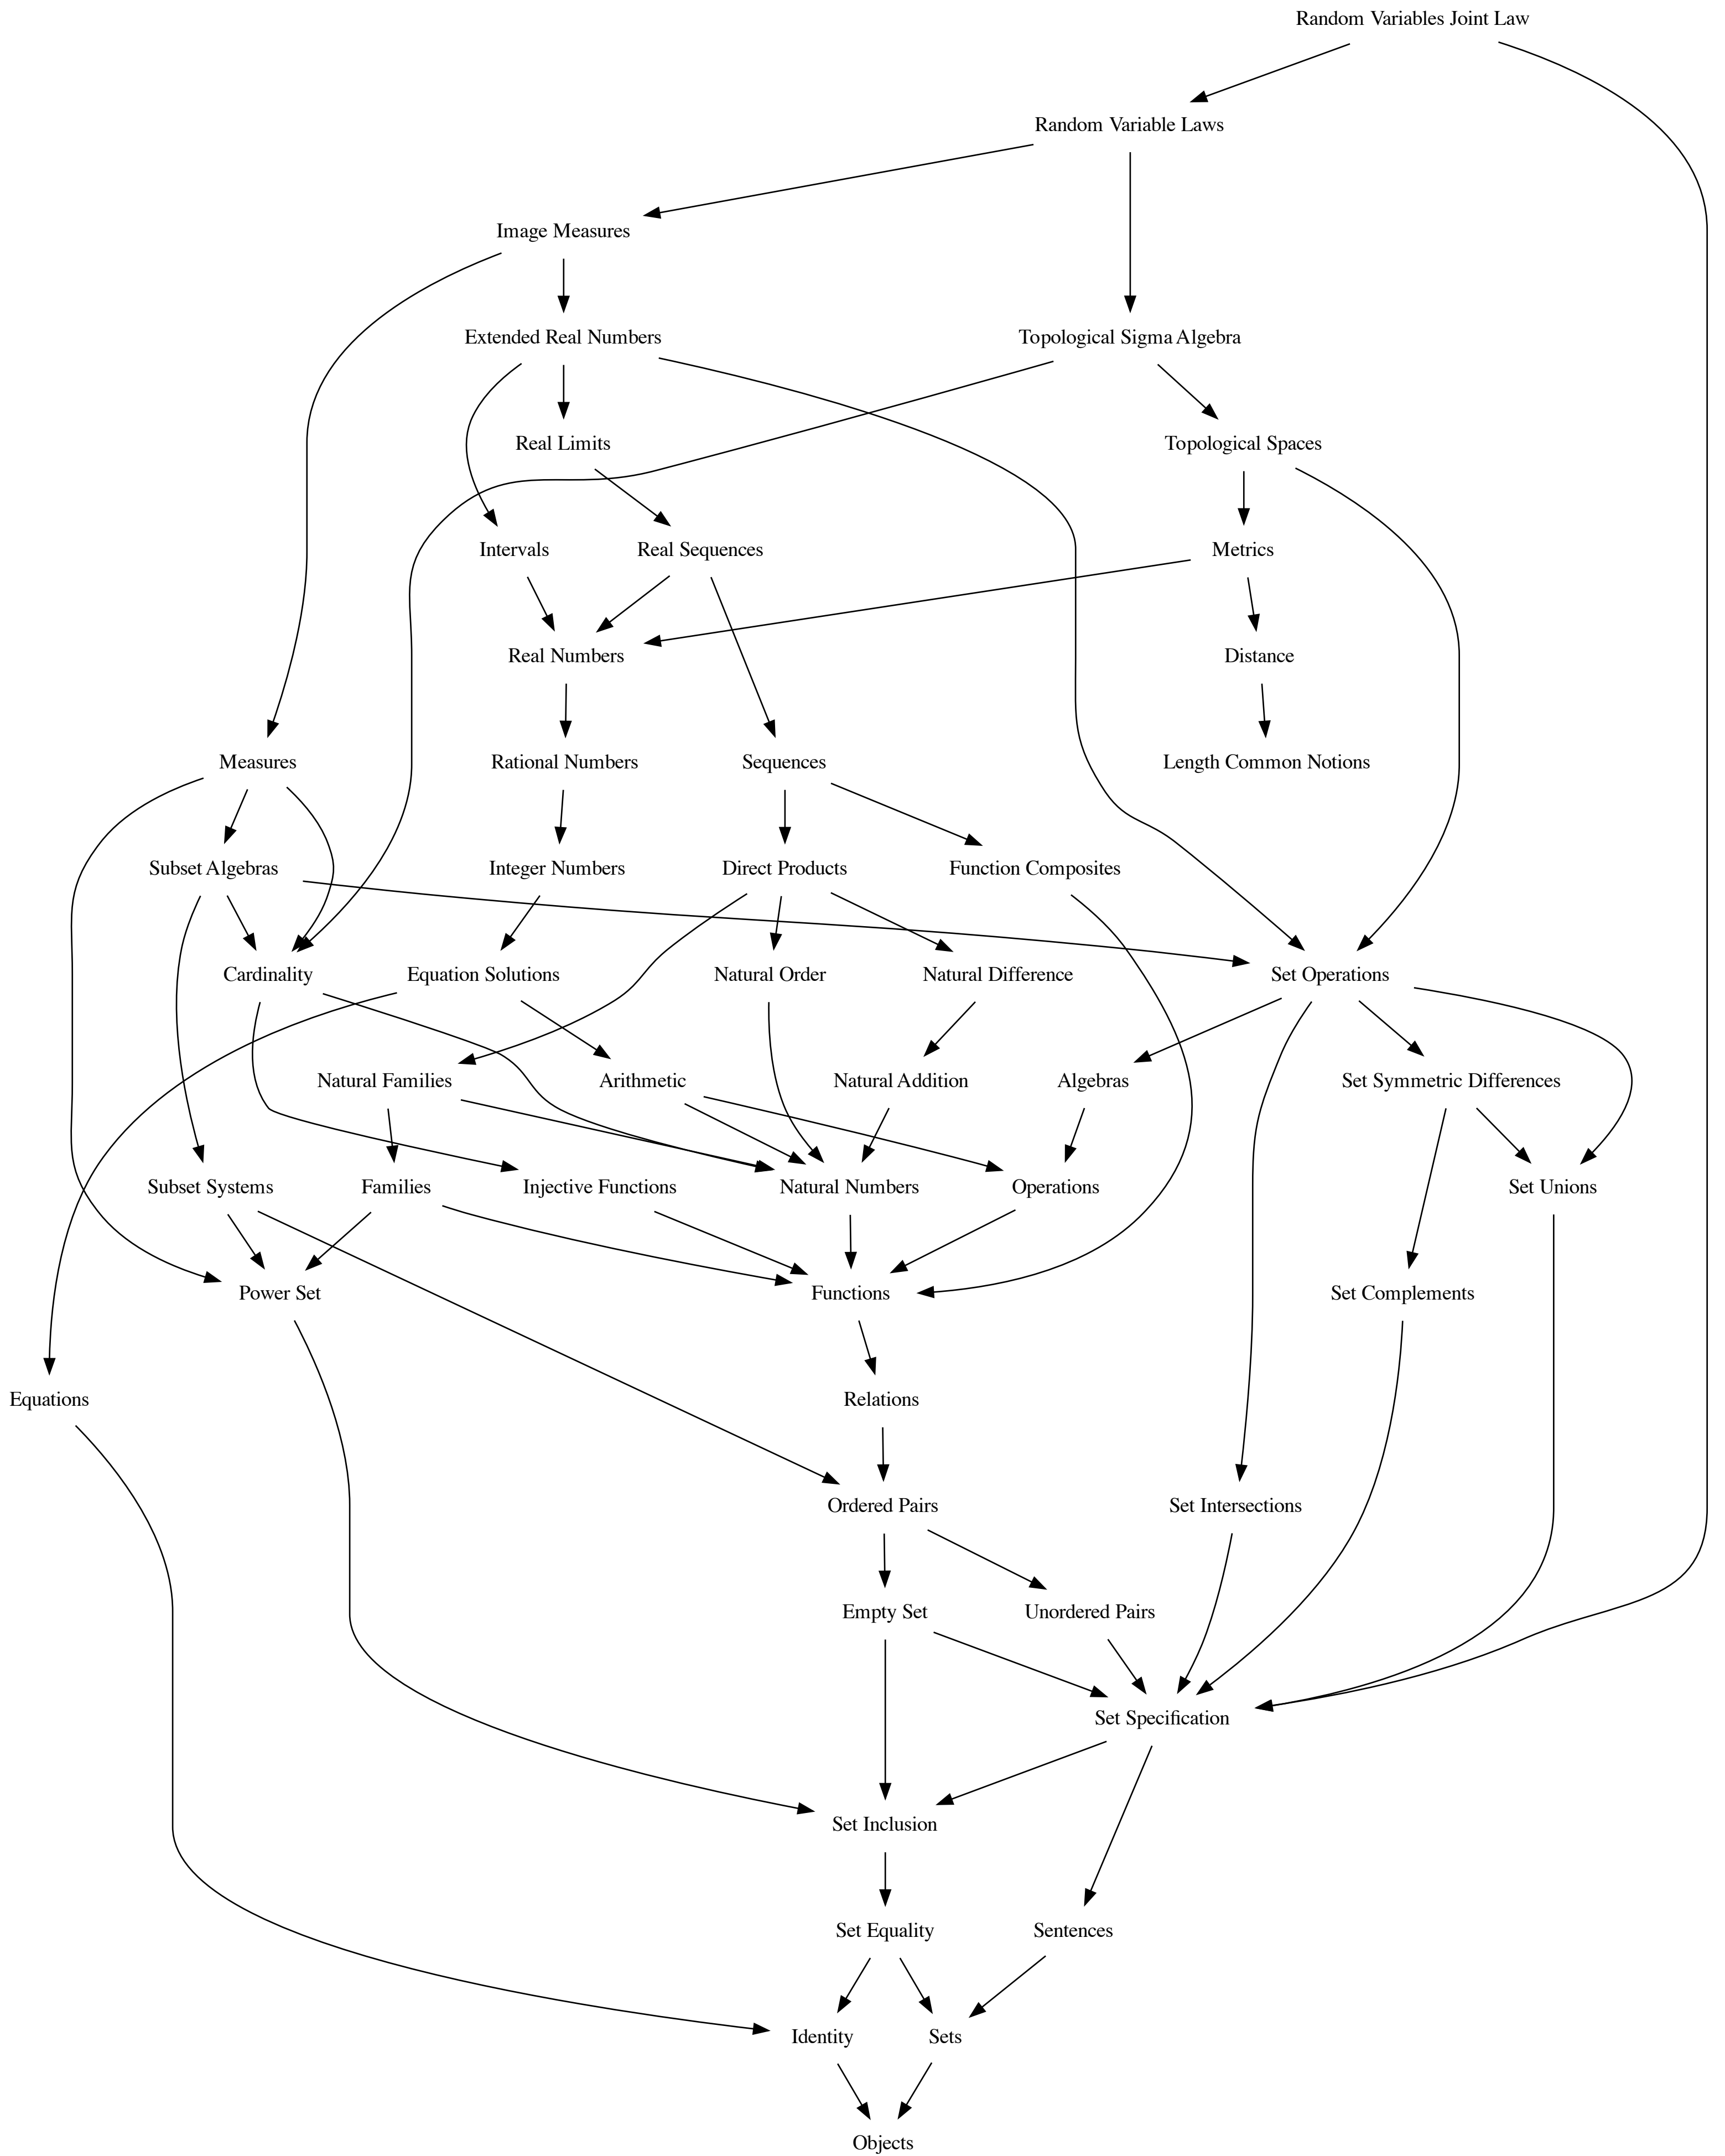 Random Variables Joint Law
Random Variable Laws
Image Measures
Extended Real Numbers
Topological Sigma Algebra
Real Limits
Topological Spaces
Intervals
Real Sequences
Metrics
Real Numbers
Distance
Measures
Rational Numbers
Sequences
Length Common Notions
Subset Algebras
Integer Numbers
Direct Products
Function Composites
Cardinality
Equation Solutions
Natural Order
Natural Difference
Set Operations
Natural Families
Arithmetic
Natural Addition
Algebras
Set Symmetric Differences
Subset Systems
Families
Injective Functions
Natural Numbers
Operations
Set Unions
Power Set
Functions
Set Complements
Equations
Relations
Ordered Pairs
Set Intersections
Empty Set
Unordered Pairs
Set Specification
Set Inclusion
Set Equality
Sentences
Identity
Sets
Objects